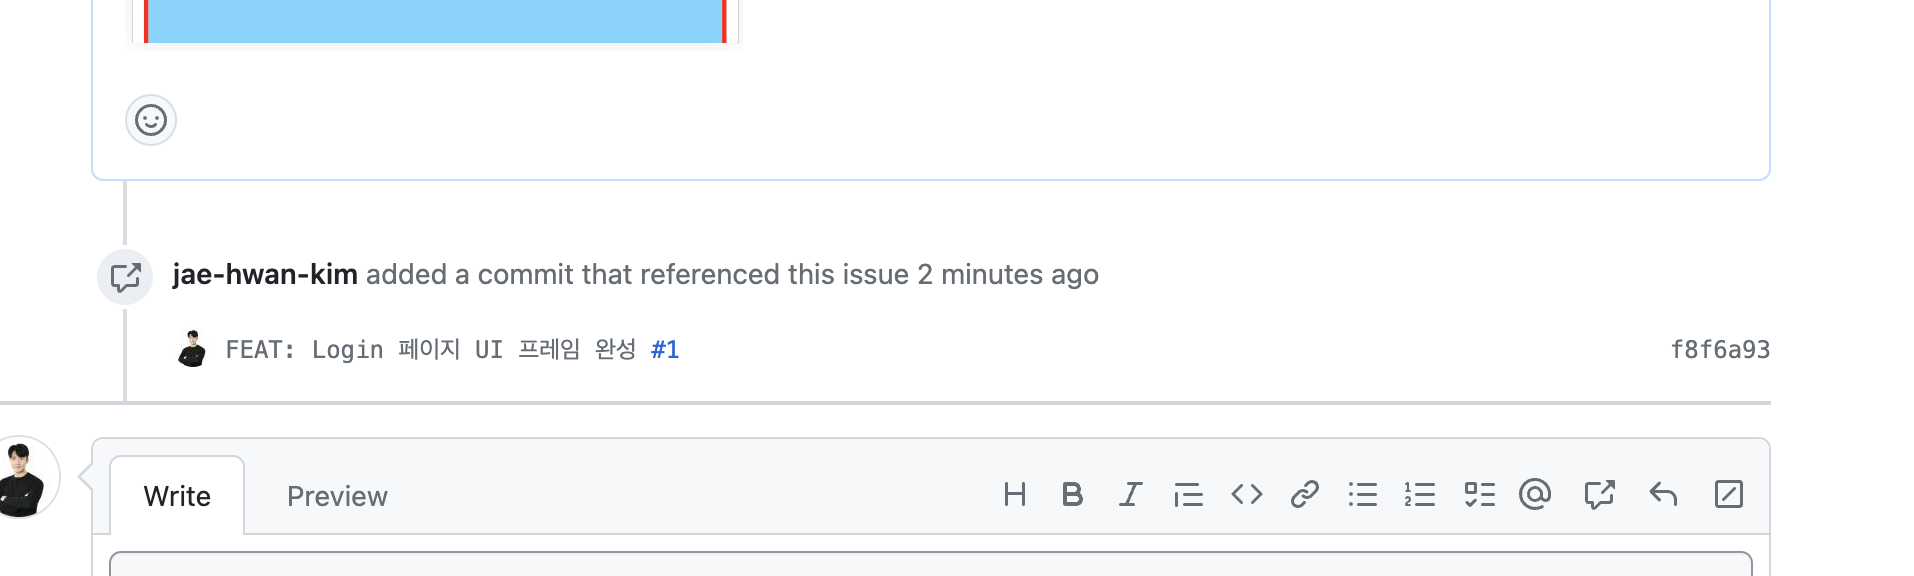 jae-hwan-kim added a commit that referenced this issue 2 minutes ago
FEAT: Login 페이지 UI 프레임 완성 #1 f8f6a93
Write Preview